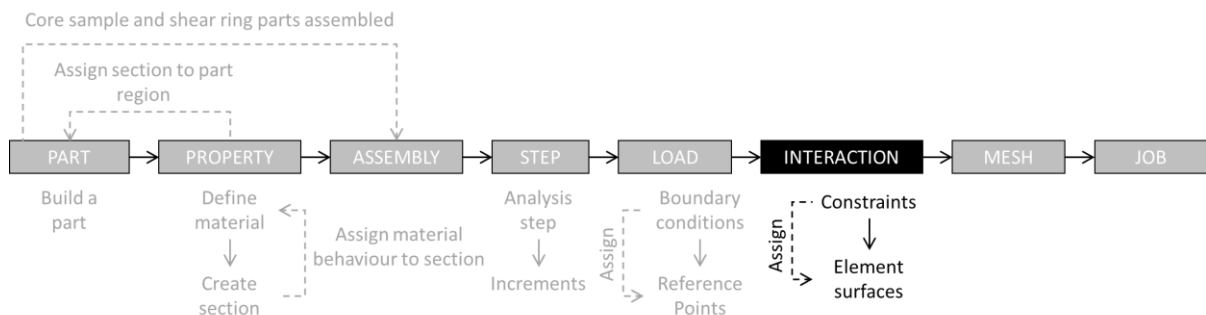 Core sample and shear ring parts assembled
Assign section to part
region
PART
PROPERTY
ASSEMBLY
STEP
LOAD
INTERACTION
MESH
JOB
Build a
part
Define
material
Create
section
Assign material
behaviour to section
Analysis
step
Increments
Boundary
conditions
Assign
Reference
Points
Constraints
Assign
Element
surfaces